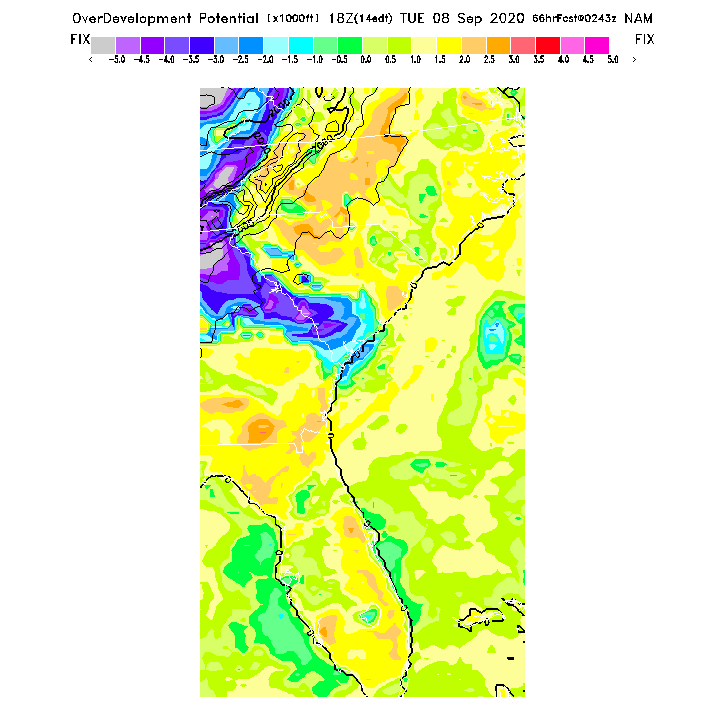 OverDevelopment Potential [x1000ft] 18Z(14edt) TUE 08 Sep 2020 66hrFcst@0243z NAM
FIX FIX
< -5.0 -4.5 -4.0 -3.5 -3.0 -2.5 -2.0 -1.5 -1.0 -0.5 0.0 0.5 1.0 1.5 2.0 2.5 3.0 3.5 4.0 4.5 5.0 >